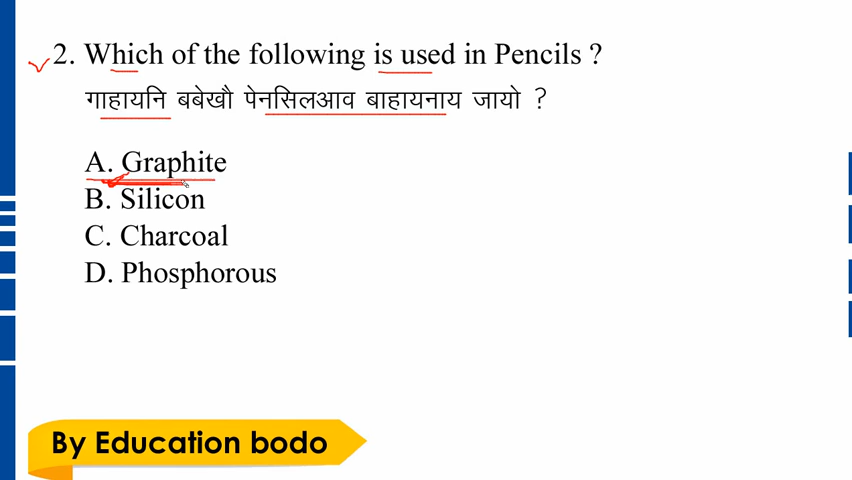 2. Which of the following is used in Pencils ?
गाहायनि बबेखौ पेनसिलआव बाहायनाय जायो ?
A. Graphite
B. Silicon
C. Charcoal
D. Phosphorous
By Education bodo